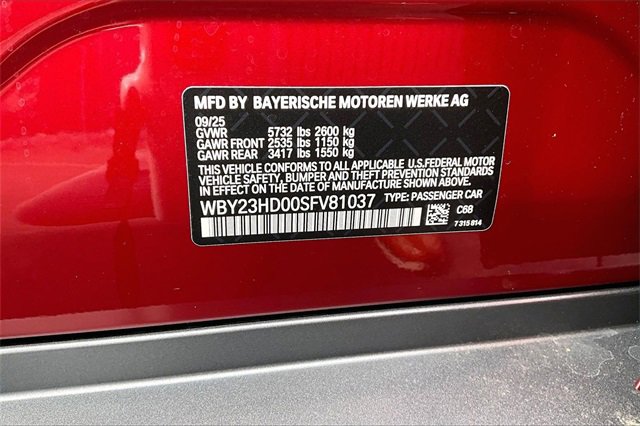 MFD BY BAYERISCHE MOTOREN WERKE AG
09/25
GVWR 5732 lbs 2600 kg
GAWR FRONT 2535 lbs 1150 kg
GAWR REAR 3417 lbs 1550 kg
THIS VEHICLE CONFORMS TO ALL APPLICABLE U.S.FEDERAL MOTOR
VEHICLE SAFETY, BUMPER AND THEFT PREVENTION STANDARDS
IN EFFECT ON THE DATE OF MANUFACTURE SHOWN ABOVE.
WBY23HD00SFV81037 TYPE: PASSENGER CAR
C68
7 315 814